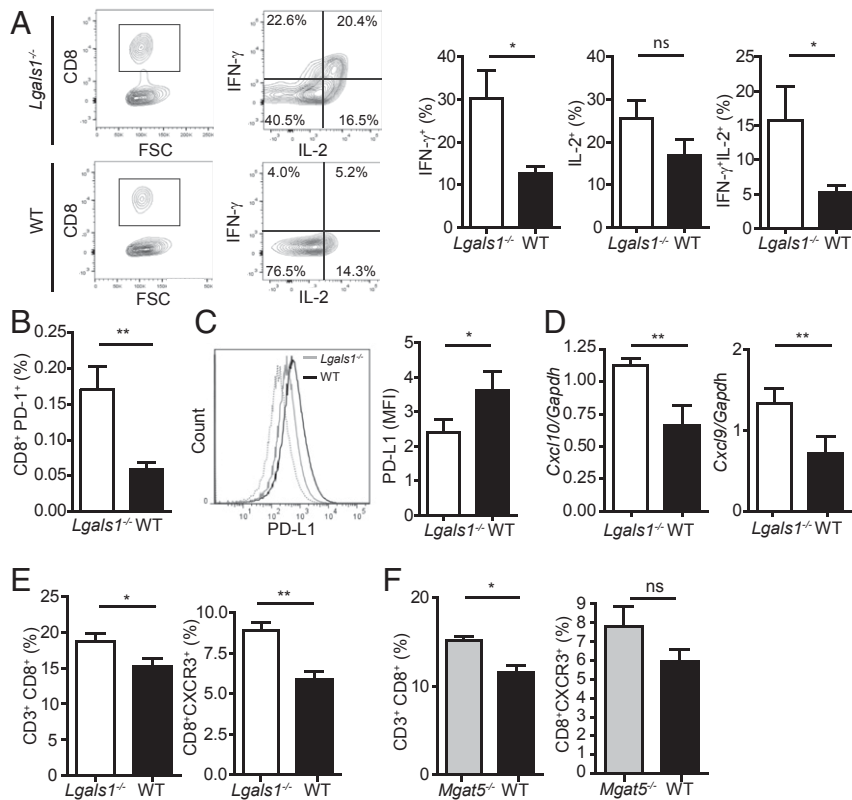 A
Lgals1-/-
CD8
FSC
22.6% 20.4%
IFN-γ
40.5% 16.5%
IL-2
WT
CD8
FSC
4.0% 5.2%
IFN-γ
76.5% 14.3%
IL-2
IFN-γ+ (%)
40
30
20
10
0
*
Lgals1-/- WT
IL-2+ (%)
40
30
20
10
0
ns
Lgals1-/- WT
IFN-γ+IL-2+ (%)
25
20
15
10
5
0
*
Lgals1-/- WT
B
CD8+ PD-1+ (%)
0.25
0.20
0.15
0.10
0.05
0.00
**
Lgals1-/- WT
C
Count
0
Lgals1-/-
WT
PD-L1
PD-L1 (MFI)
5
4
3
2
1
0
*
Lgals1-/- WT
D
Cxcl10/Gapdh
1.25
1.00
0.75
0.50
0.25
0.00
**
Lgals1-/- WT
Cxcl9/Gapdh
2
1
0
**
Lgals1-/- WT
E
CD3+ CD8+ (%)
25
20
15
10
5
0
*
Lgals1-/- WT
CD8+CXCR3+ (%)
10.0
7.5
5.0
2.5
0.0
**
Lgals1-/- WT
F
CD3+ CD8+ (%)
20
10
0
*
Mgat5-/- WT
CD8+CXCR3+ (%)
9
8
7
6
5
4
3
2
1
0
ns
Mgat5-/- WT